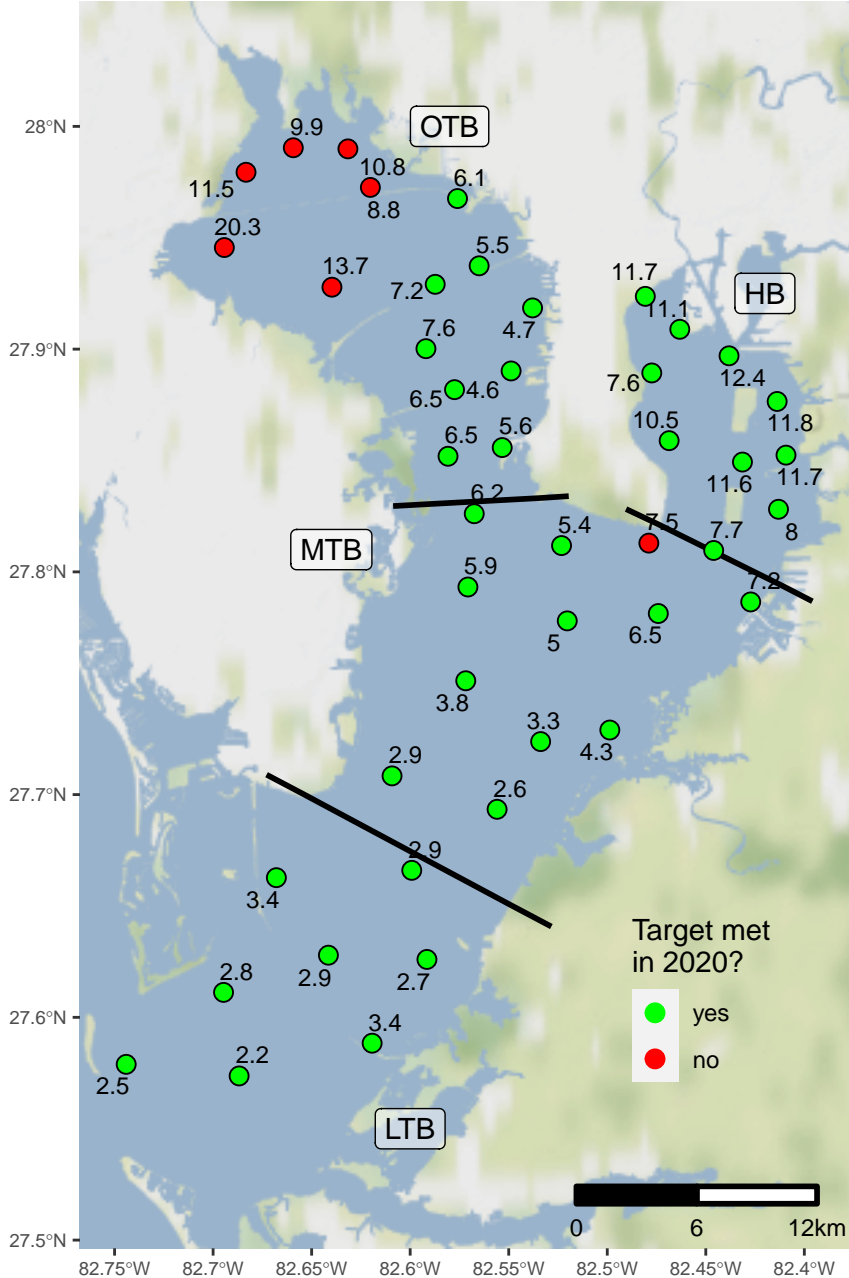 28°N
9.9
OTB
10.8
11.5
8.8
6.1
20.3
13.7
5.5
7.2
4.7
11.7
HB
11.1
27.9°N
7.6
12.4
7.6
6.5
4.6
11.8
10.5
6.5
5.6
11.6
11.7
6.2
7.5
7.7
8
MTB
5.4
27.8°N
5.9
7.2
5
6.5
3.8
2.9
3.3
4.3
27.7°N
2.6
2.9
3.4
Target met
in 2020?
2.8
2.9
2.7
27.6°N
3.4
yes
no
2.5
2.2
LTB
0
6
12km
27.5°N
82.75°W
82.7°W
82.65°W
82.6°W
82.55°W
82.5°W
82.45°W
82.4°W